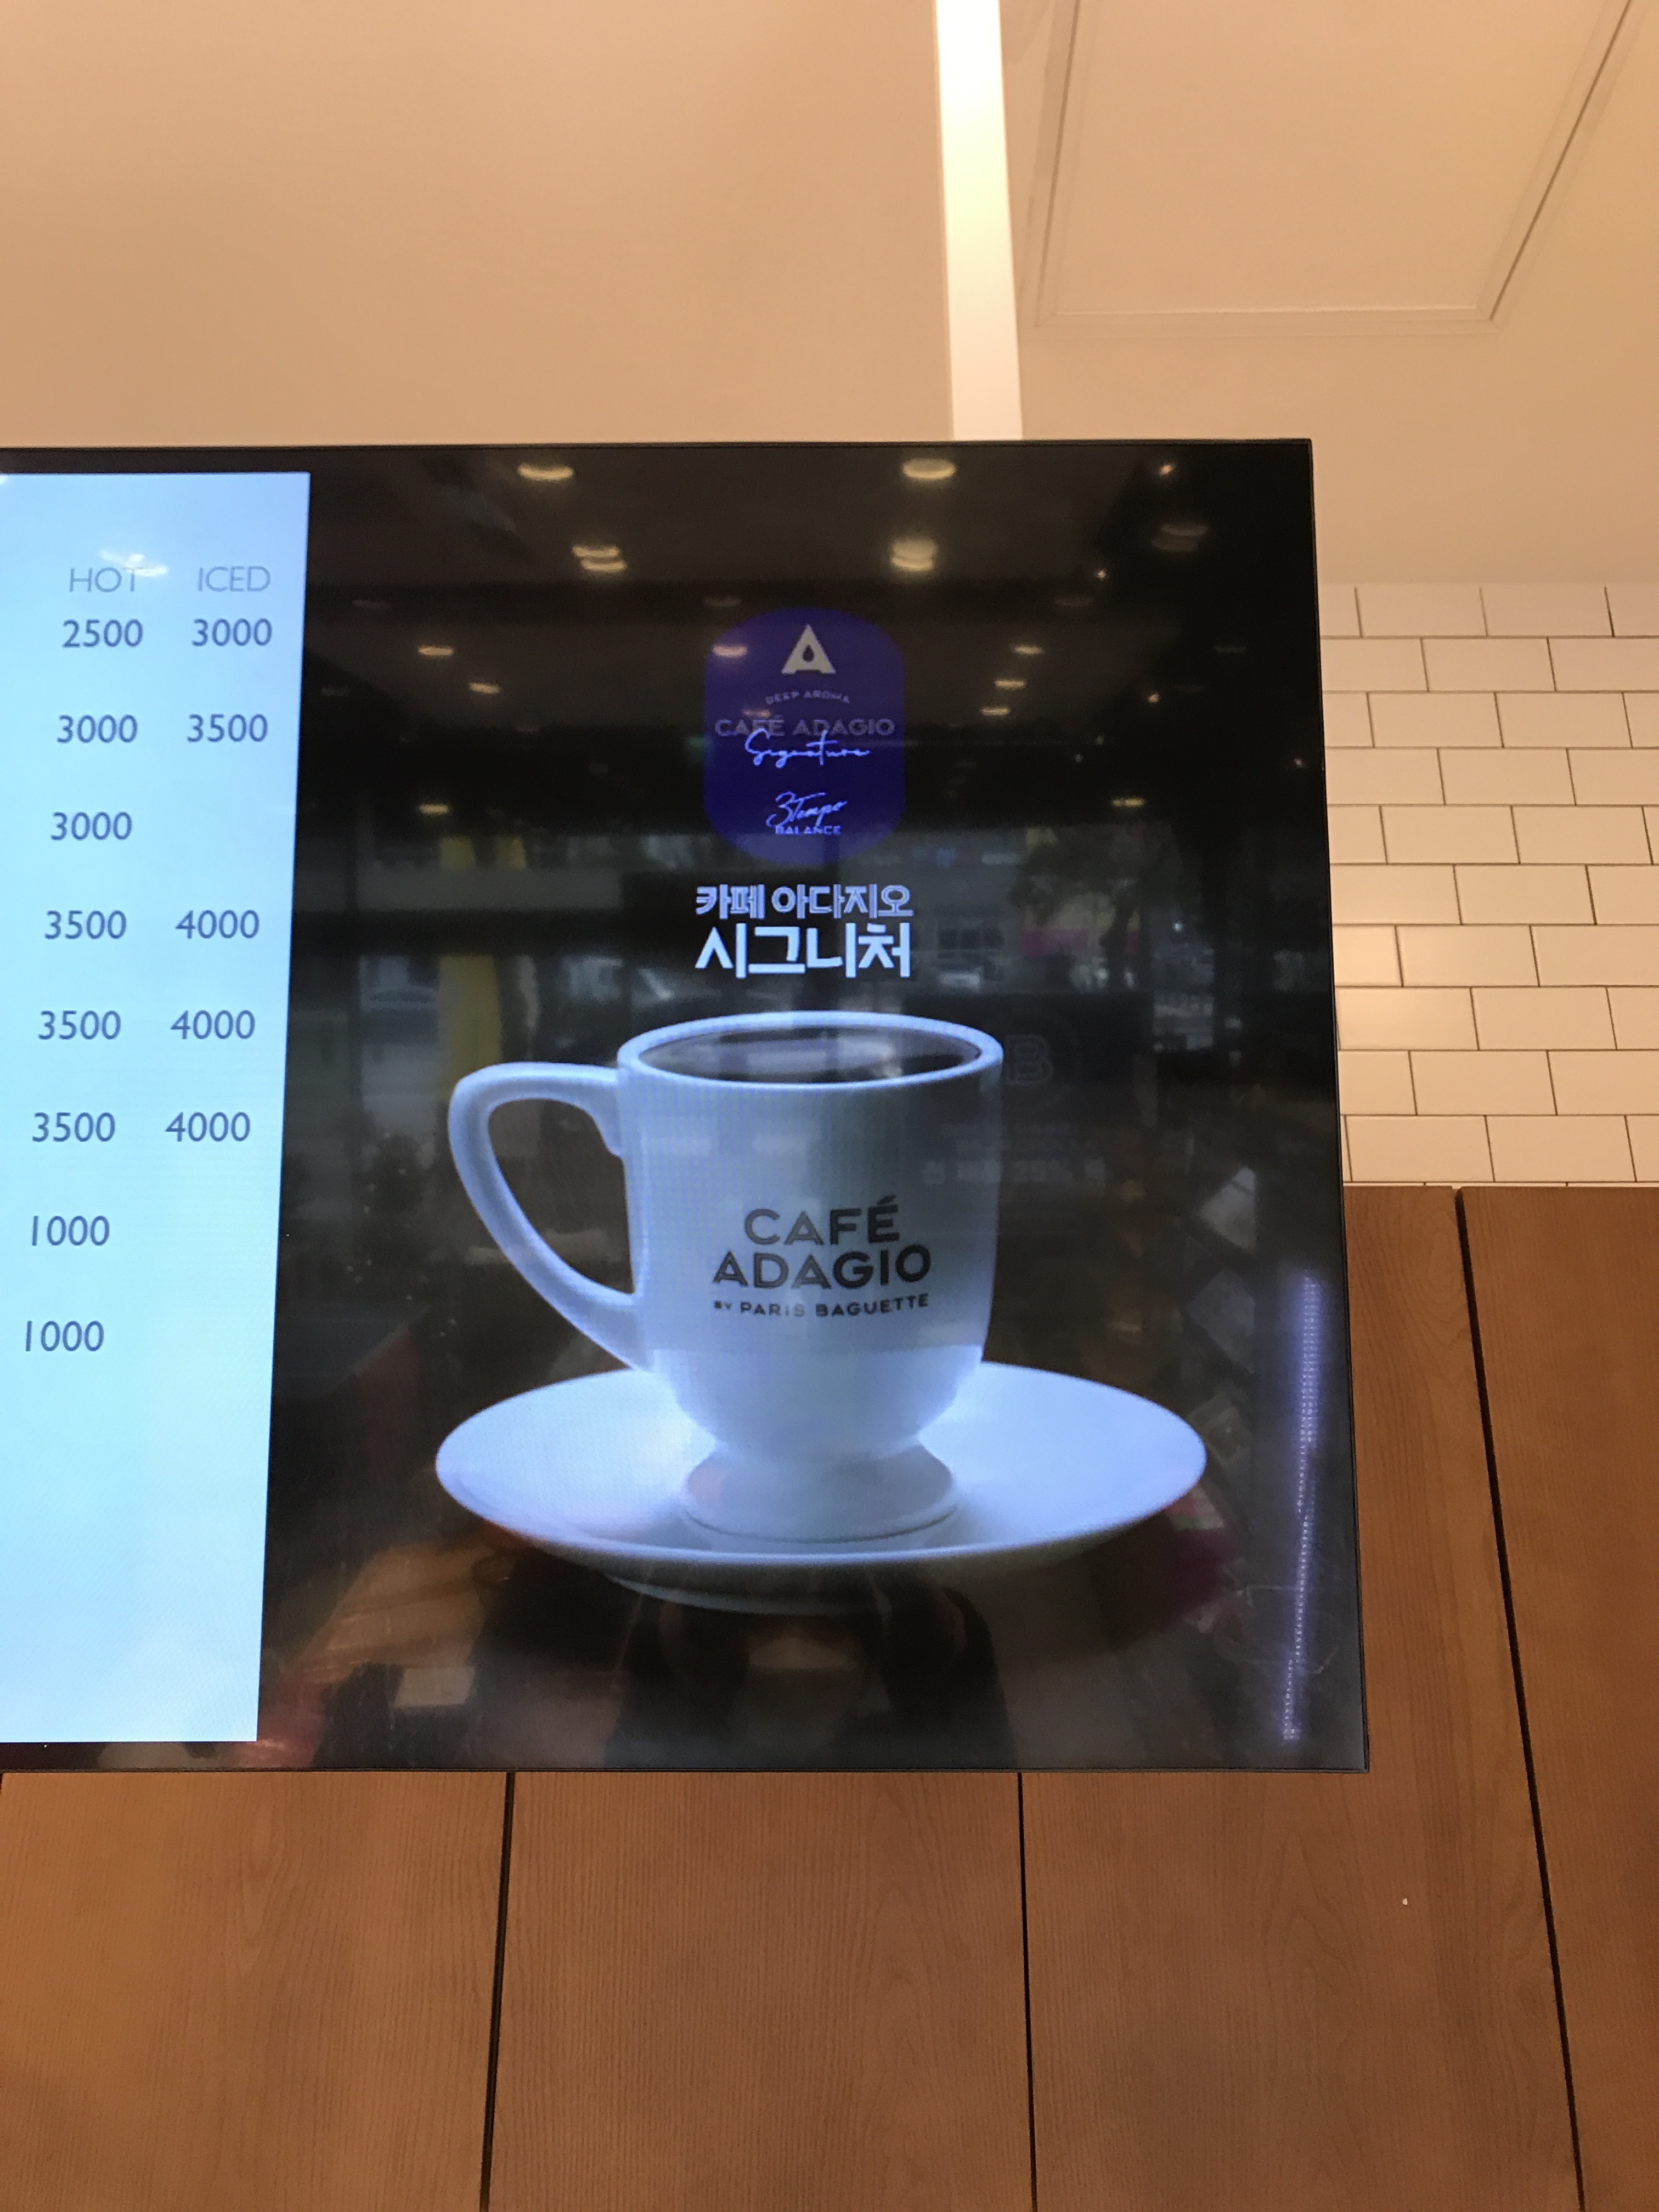 HOT ICED
2500 3000
3000 3500
3000
3500 4000
3500 4000
3500 4000
1000
1000
DEEP AROMA
CAFÉ ADAGIO
Signature
3Tempo
BALANCE
카페 아다지오
시그니처
CAFÉ
ADAGIO
BY PARIS BAGUETTE